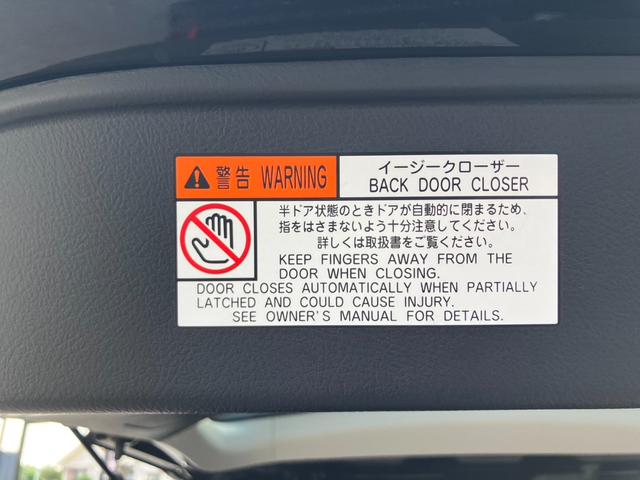 警告 WARNING
イージークローザー
BACK DOOR CLOSER
半ドア状態のときドアが自動的に閉まるため、
指をはさまないよう十分注意してください。
詳しくは取扱書をご覧ください。
KEEP FINGERS AWAY FROM THE
DOOR WHEN CLOSING.
DOOR CLOSES AUTOMATICALLY WHEN PARTIALLY
LATCHED AND COULD CAUSE INJURY.
SEE OWNER'S MANUAL FOR DETAILS.